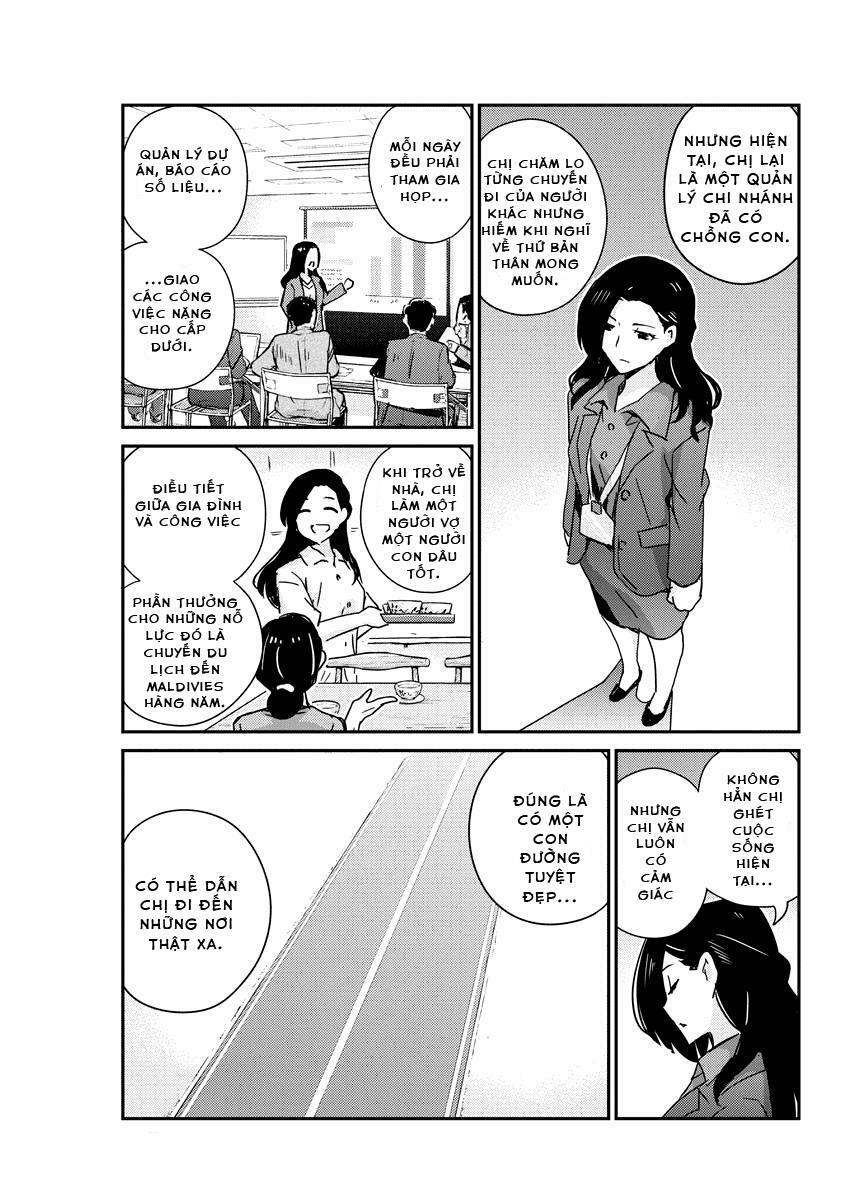 NHƯNG HIỆN
TẠI, CHỊ LẠI
LÀ MỘT QUẢN
LÝ CHI NHÁNH
ĐÃ CÓ
CHỒNG CON.
CHỊ CHĂM LO
TỪNG CHUYẾN
ĐI CỦA NGƯỜI
KHÁC NHƯNG
HIẾM KHI NGHĨ
VỀ THỨ BẢN
THÂN MONG
MUỐN.
MỖI NGÀY
ĐỀU PHẢI
THAM GIA
HỌP...
QUẢN LÝ DỰ
ÁN, BÁO CÁO
SỐ LIỆU...
...GIAO
CÁC CÔNG
VIỆC NẶNG
CHO CẤP
DƯỚI.
KHI TRỞ VỀ
NHÀ, CHỊ
LÀM MỘT
NGƯỜI VỢ
MỘT NGƯỜI
CON DÂU
TỐT.
ĐIỀU TIẾT
GIỮA GIA ĐÌNH
VÀ CÔNG VIỆC
PHẦN THƯỞNG
CHO NHỮNG NỖ
LỰC ĐÓ LÀ
CHUYẾN DU
LỊCH ĐẾN
MALDIVIES
HÀNG NĂM.
KHÔNG
HẲN CHỊ
GHÉT
CUỘC
SỐNG
HIỆN
TẠI...
NHƯNG
CHỊ VẪN
LUÔN
CÓ
CẢM
GIÁC
ĐÚNG LÀ
CÓ MỘT
CON
ĐƯỜNG
TUYỆT
ĐẸP...
CÓ THỂ DẪN
CHỊ ĐI ĐẾN
NHỮNG NƠI
THẬT XA.